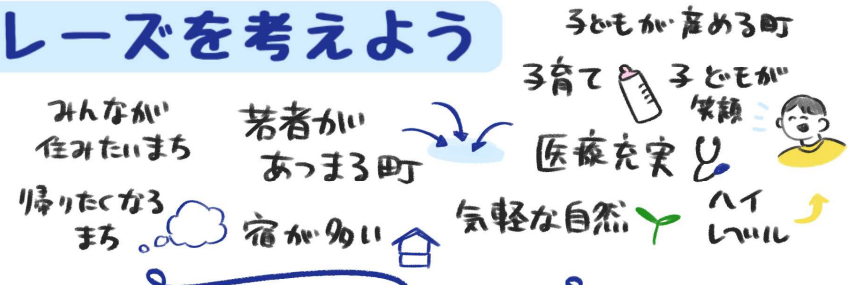 レーズを考えよう
みんなが
住みたいまち
若者が
あつまる町
子どもが産める町
子育て
子どもが
笑顔
医療充実
帰りたくなる
まち
宿が多い
気軽な自然
ハイ
レベル